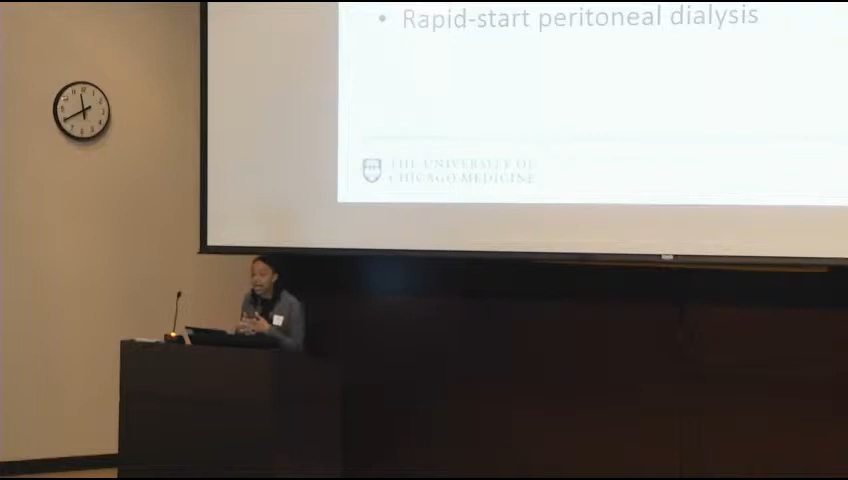 • Rapid-start peritoneal dialysis
THE UNIVERSITY OF
CHICAGO MEDICINE